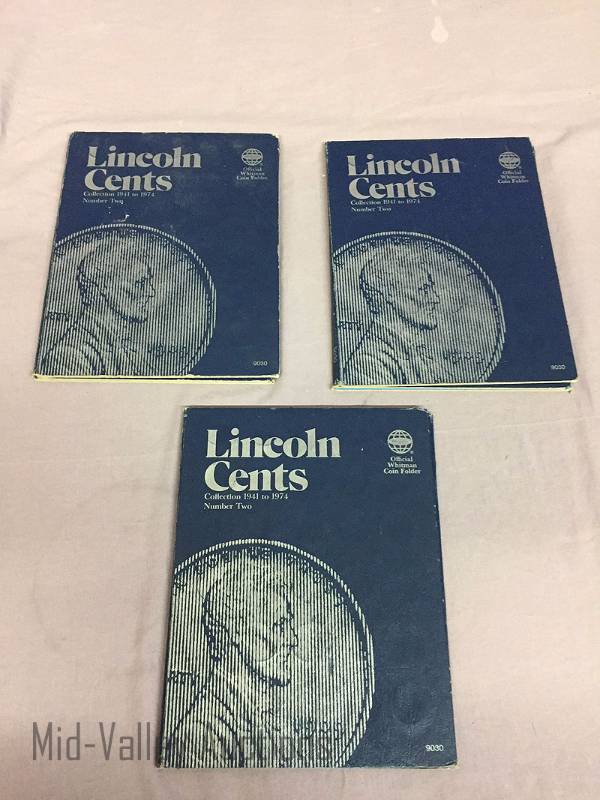 Lincoln
Cents
Collection 1941 to 1974
Number Two
Official
Whitman
Coin Folder
9030
Lincoln
Cents
Collection 1941 to 1974
Number Two
Official
Whitman
Coin Folder
9030
Lincoln
Cents
Collection 1941 to 1974
Number Two
Official
Whitman
Coin Folder
9030
Mid-Valley Auctions